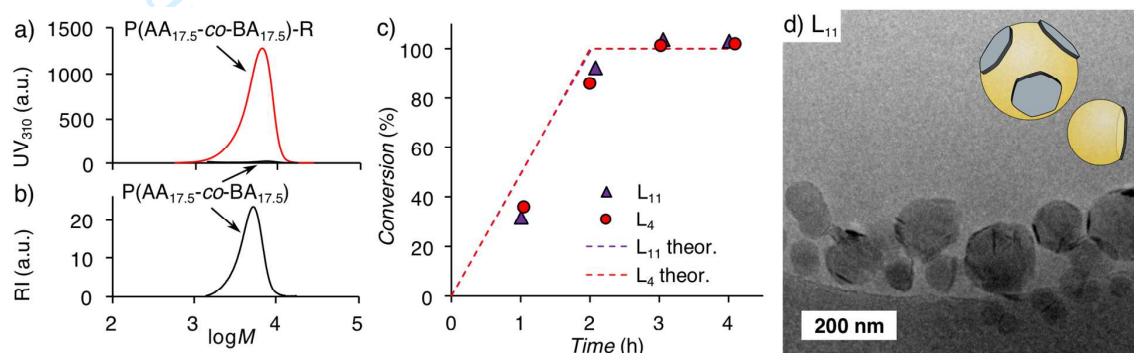 a)
P(AA17.5-co-BA17.5)-R
UV310 (a.u.)
1500
1000
500
0
b)
P(AA17.5-co-BA17.5)
RI (a.u.)
20
10
0
2
3
4
5
logM
c)
Conversion (%)
100
80
60
40
20
0
L11
L4
L11 theor.
L4 theor.
0
1
2
3
4
Time (h)
d) L11
200 nm